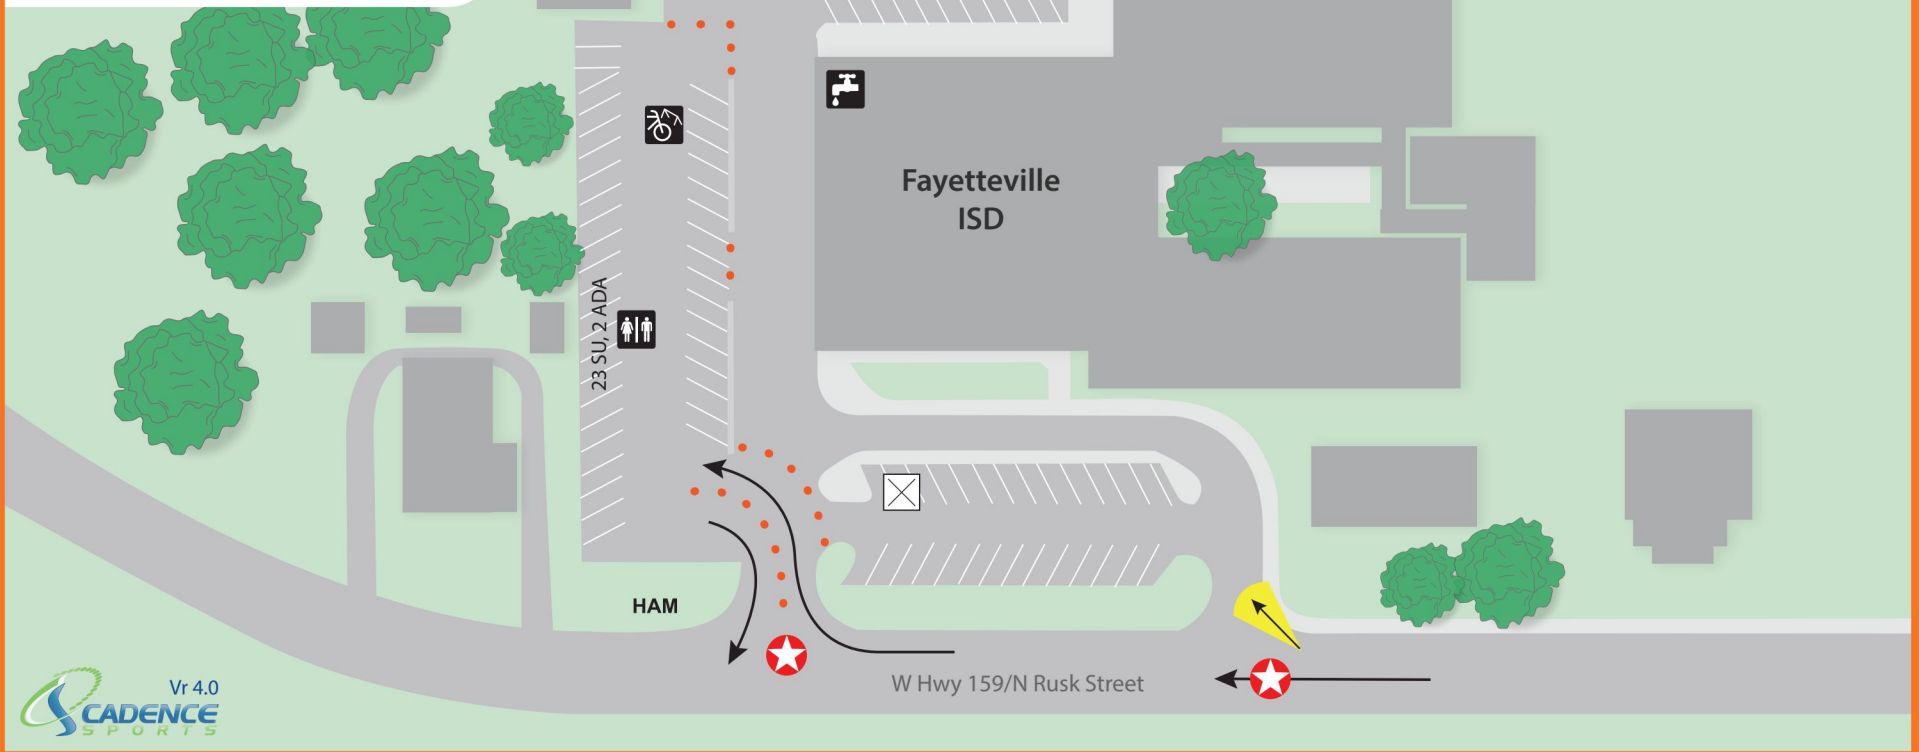 Fayetteville
ISD
23 SU, 2 ADA
HAM
W Hwy 159/N Rusk Street
Vr 4.0
CADENCE
SPORTS